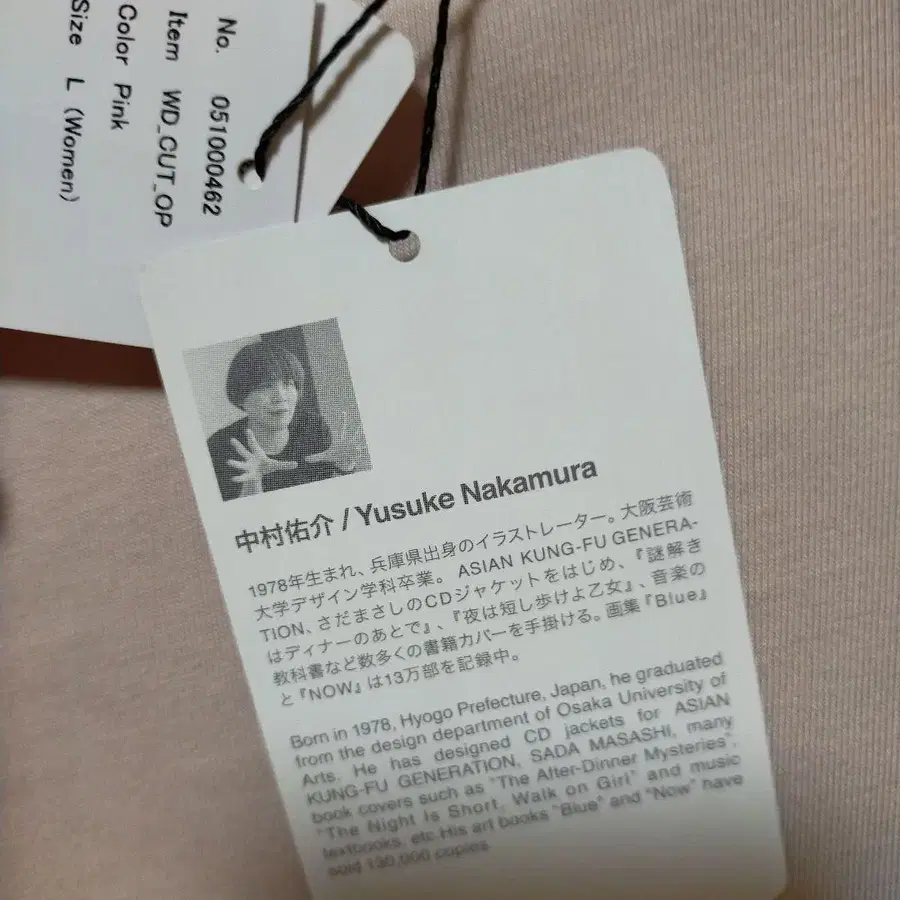 No. 051000462
Item WD_CUT_OP
Color Pink
Size L (Women)
中村佑介 / Yusuke Nakamura
1978年生まれ、兵庫県出身のイラストレーター。大阪芸術
大学デザイン学科卒業。ASIAN KUNG-FU GENERA-
TION、さだまさしのCDジャケットをはじめ、『謎解き
はディナーのあとで』、『夜は短し歩けよ乙女』、音楽の
教科書など数多くの書籍カバーを手掛ける。画集『Blue』
と『NOW』は13万部を記録中。
Born in 1978, Hyogo Prefecture, Japan, he graduated
from the design department of Osaka University of
Arts. He has designed CD jackets for ASIAN
KUNG-FU GENERATION, SADA MASASHI, many
book covers such as "The After-Dinner Mysteries",
"The Night Is Short, Walk on Girl" and music
textbooks, etc.His art books "Blue" and "Now" have
sold 130,000 copies.